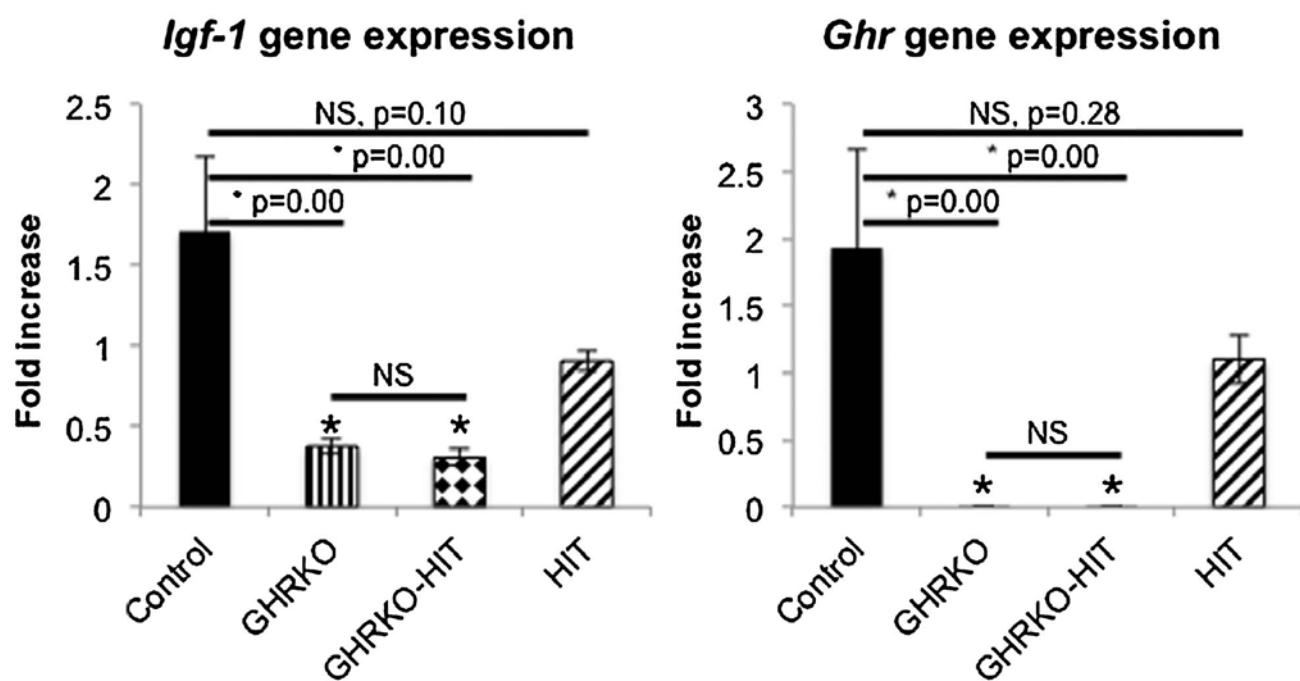 Igf-1 gene expression
Fold increase
2.5
2
1.5
1
0.5
0
NS, p=0.10
* p=0.00
* p=0.00
NS
*
*
Control
GHRKO
GHRKO-HIT
HIT
Ghr gene expression
Fold increase
3
2.5
2
1.5
1
0.5
0
NS, p=0.28
* p=0.00
* p=0.00
NS
*
*
Control
GHRKO
GHRKO-HIT
HIT